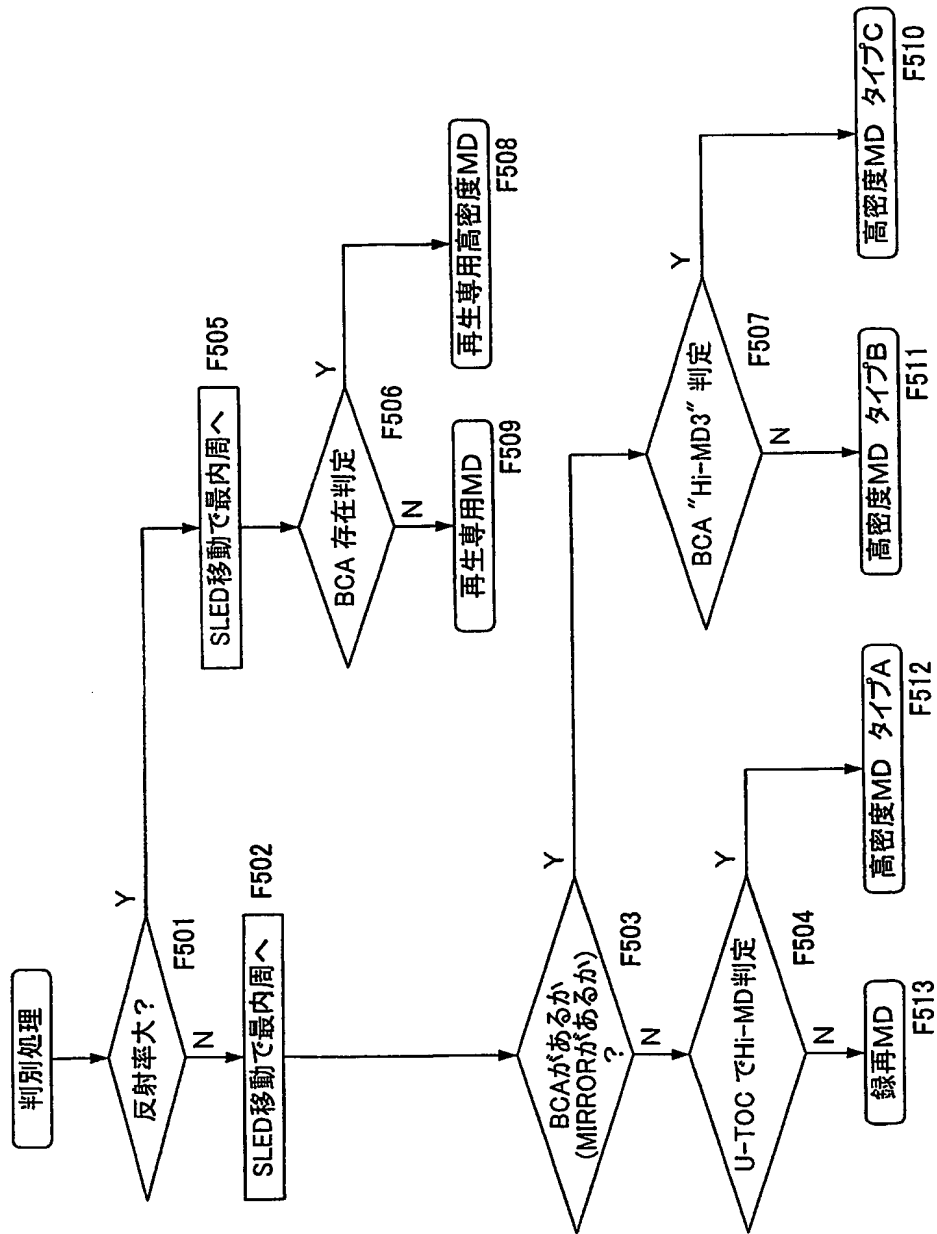 判別処理
反射率大?
F501
Y
N
SLED移動で最内周へ
F502
SLED移動で最内周へ
F505
BCA 存在判定
F506
Y
N
再生専用高密度MD
F508
再生専用MD
F509
BCAがあるか
(MIRRORがあるか)
?
F503
Y
N
U-TOC でHi-MD判定
F504
Y
N
BCA "Hi-MD3" 判定
F507
Y
N
高密度MD タイプC
F510
高密度MD タイプB
F511
高密度MD タイプA
F512
録再MD
F513